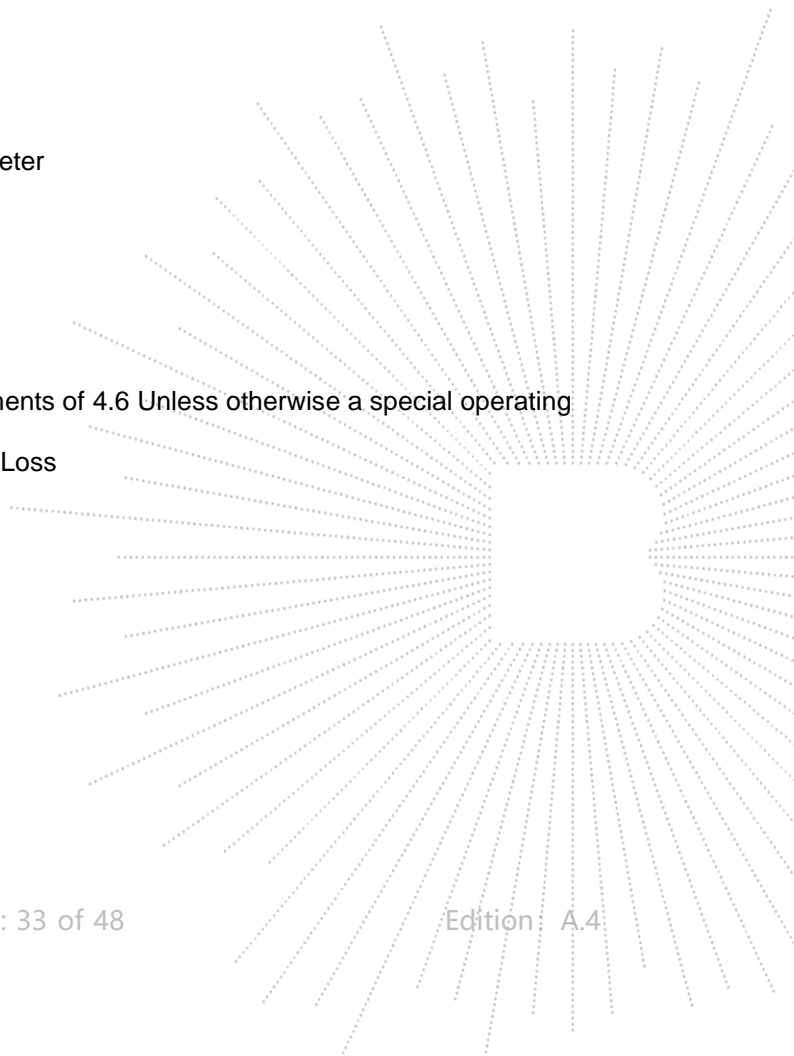 eter
nents of 4.6 Unless otherwise a special operating
Loss
: 33 of 48 Edition: A.4